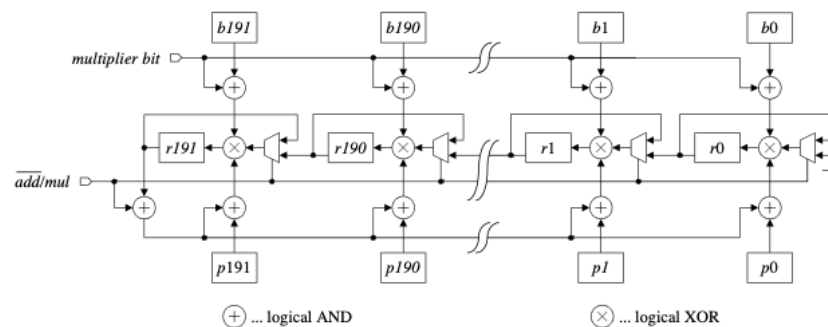 b191 b190 b1 b0
multiplier bit
r191 r190 r1 r0
add/mul
p191 p190 p1 p0
+ ... logical AND × ... logical XOR